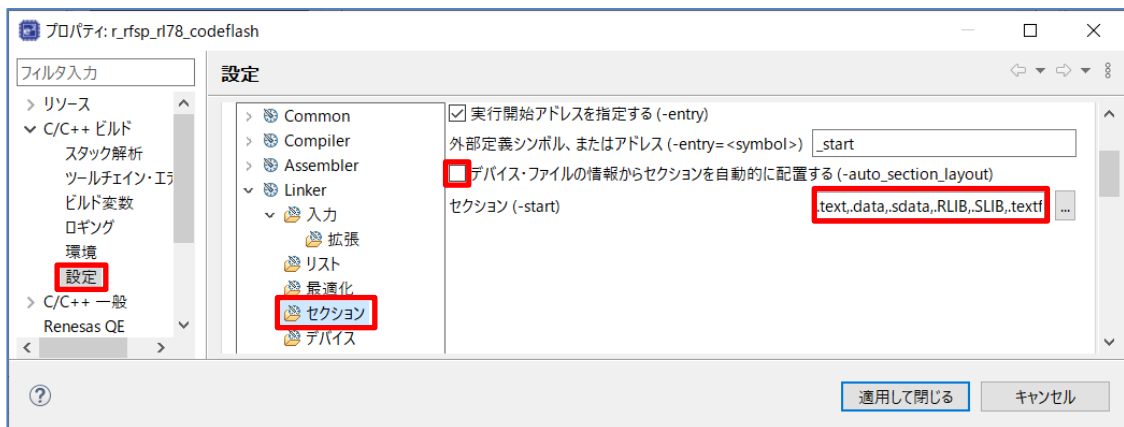 プロパティ: r_rfsp_rl78_codeflash
フィルタ入力
設定
リソース
C/C++ ビルド
スタック解析
ツールチェイン・エデ
ビルド変数
ロギング
環境
設定
C/C++ 一般
Renesas QE
Common
Compiler
Assembler
Linker
入力
拡張
リスト
最適化
セクション
デバイス
実行開始アドレスを指定する (-entry)
外部定義シンボル、またはアドレス (-entry=<symbol>) _start
デバイス・ファイルの情報からセクションを自動的に配置する (-auto_section_layout)
セクション (-start) .text,.data,.sdata,.RLIB,.SLIB,.textf ...
適用して閉じる キャンセル